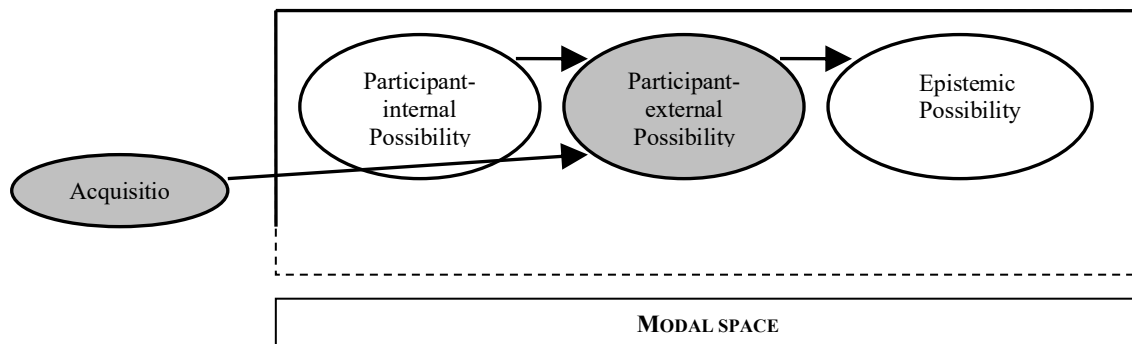 Participant-
internal
Possibility
Participant-
external
Possibility
Epistemic
Possibility
Acquisitio
MODAL SPACE